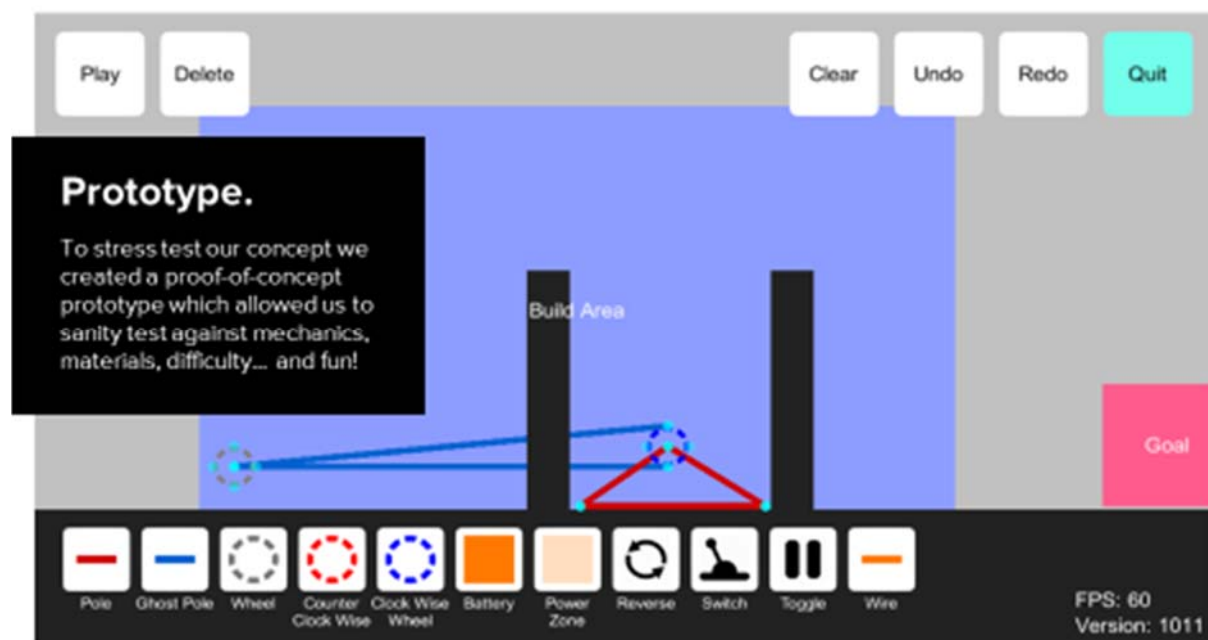 Play
Delete
Clear
Undo
Redo
Quit
Prototype.
To stress test our concept we
created a proof-of-concept
prototype which allowed us to
sanity test against mechanics,
materials, difficulty... and fun!
Build Area
Goal
Pole
Ghost Pole
Wheel
Counter
Clock Wise
Clock Wise
Wheel
Battery
Power
Zone
Reverse
Switch
Toggle
Wire
FPS: 60
Version: 1011